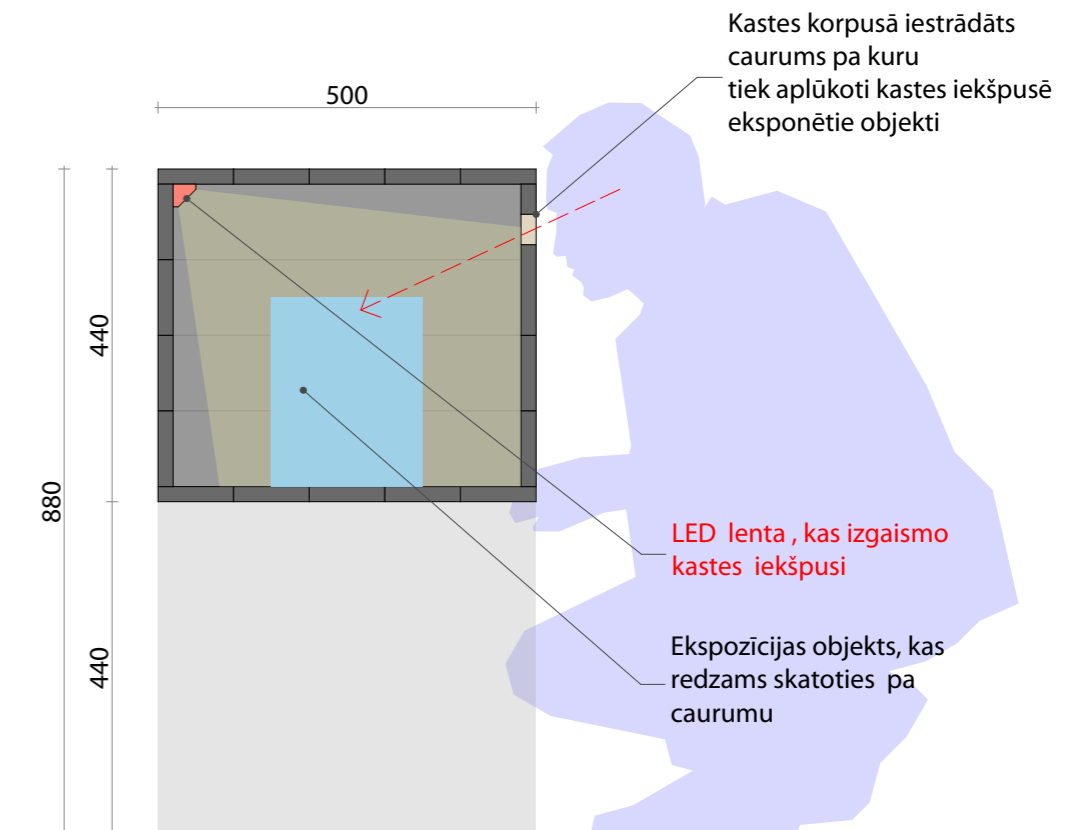 Kastes korpusā iestrādāts
caurums pa kuru
tiek aplūkoti kastes iekšpusē
eksponētie objekti
500
440
880
LED lenta , kas izgaismo
kastes iekšpusi
440
Ekspozīcijas objekts, kas
redzams skatoties pa
caurumu